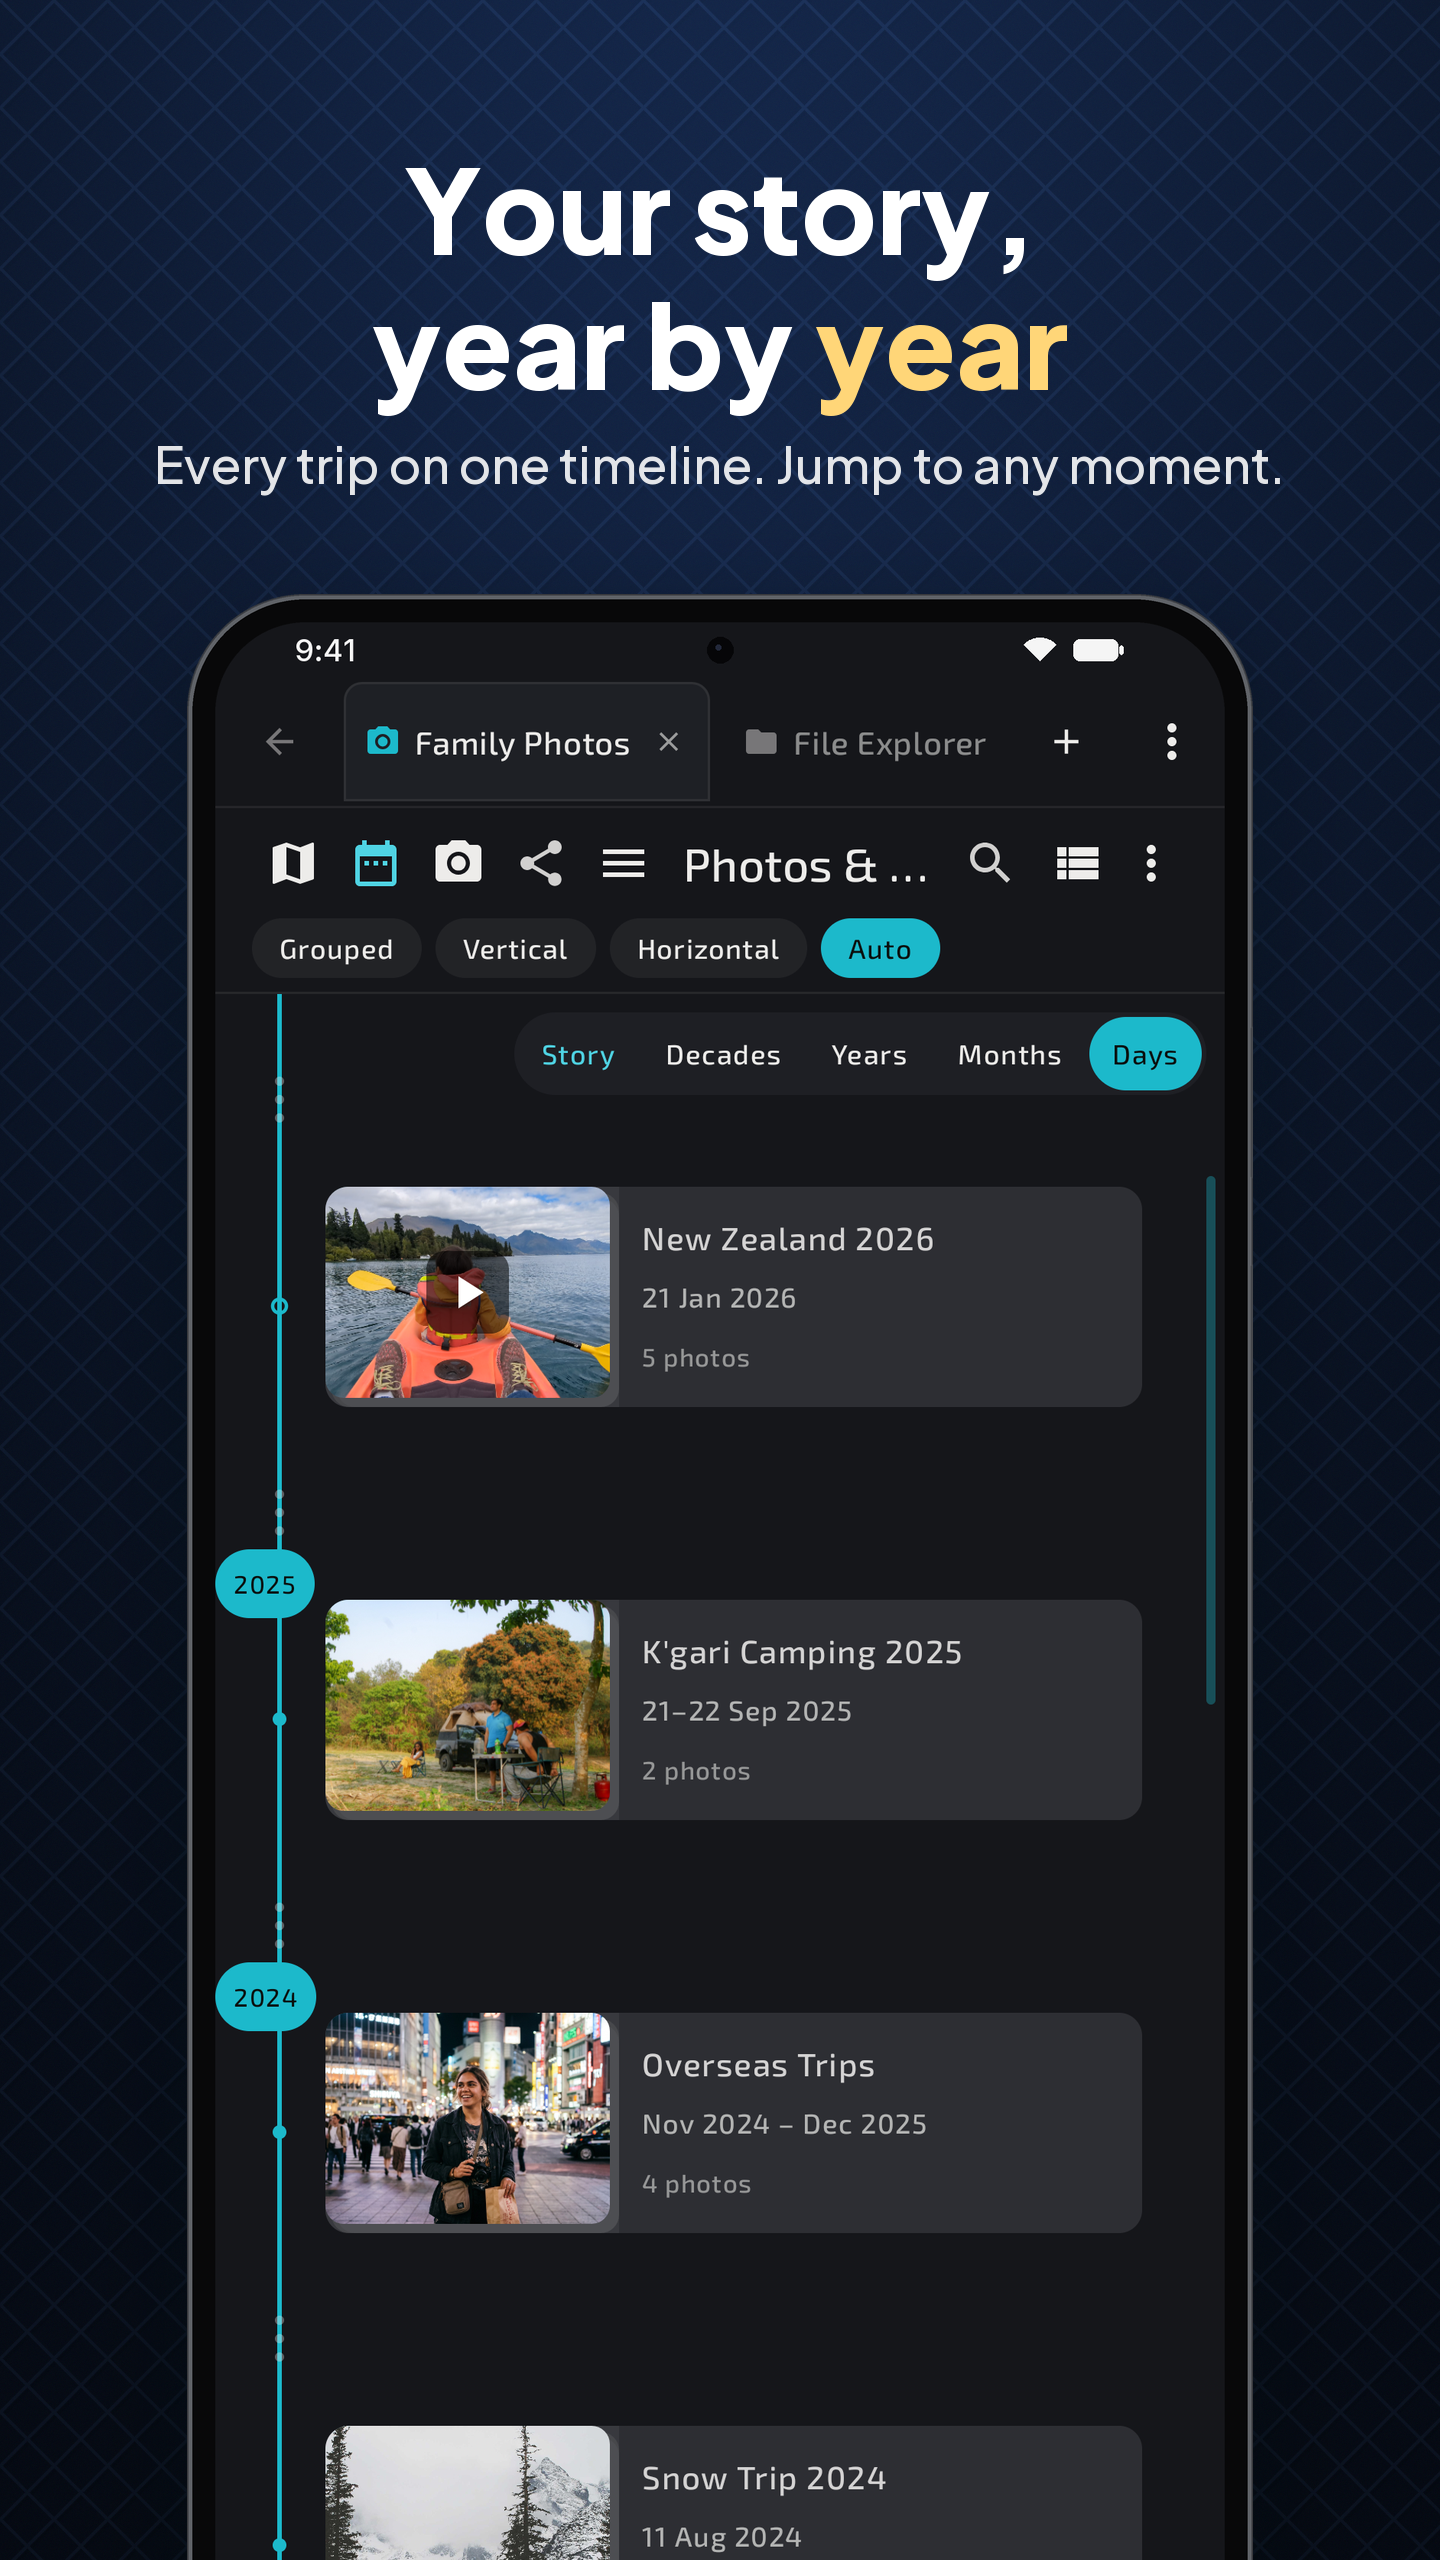 Your story,
year by year
Every trip on one timeline. Jump to any moment.
9:41
Family Photos
File Explorer
Photos & ...
Grouped
Vertical
Horizontal
Auto
Story
Decades
Years
Months
Days
New Zealand 2026
21 Jan 2026
5 photos
2025
K'gari Camping 2025
21–22 Sep 2025
2 photos
2024
Overseas Trips
Nov 2024 – Dec 2025
4 photos
Snow Trip 2024
11 Aug 2024